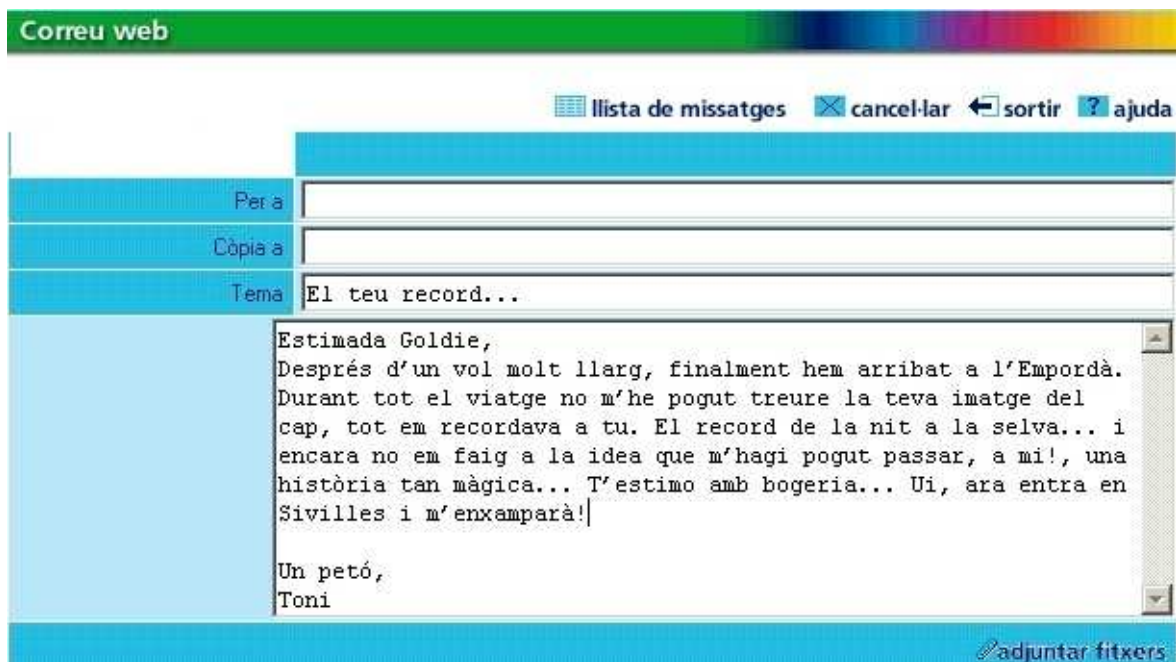 Correu web
llista de missatges cancel·lar sortir ? ajuda
Per a
Còpia a
Tema El teu record...
Estimada Goldie,
Després d'un vol molt llarg, finalment hem arribat a l'Empordà.
Durant tot el viatge no m'he pogut treure la teva imatge del
cap, tot em recordava a tu. El record de la nit a la selva... i
encara no em faig a la idea que m'hagi pogut passar, a mi!, una
història tan màgica... T'estimo amb bogeria... Ui, ara entra en
Sivilles i m'enxamparà!
Un petó,
Toni
adjuntar fitxers